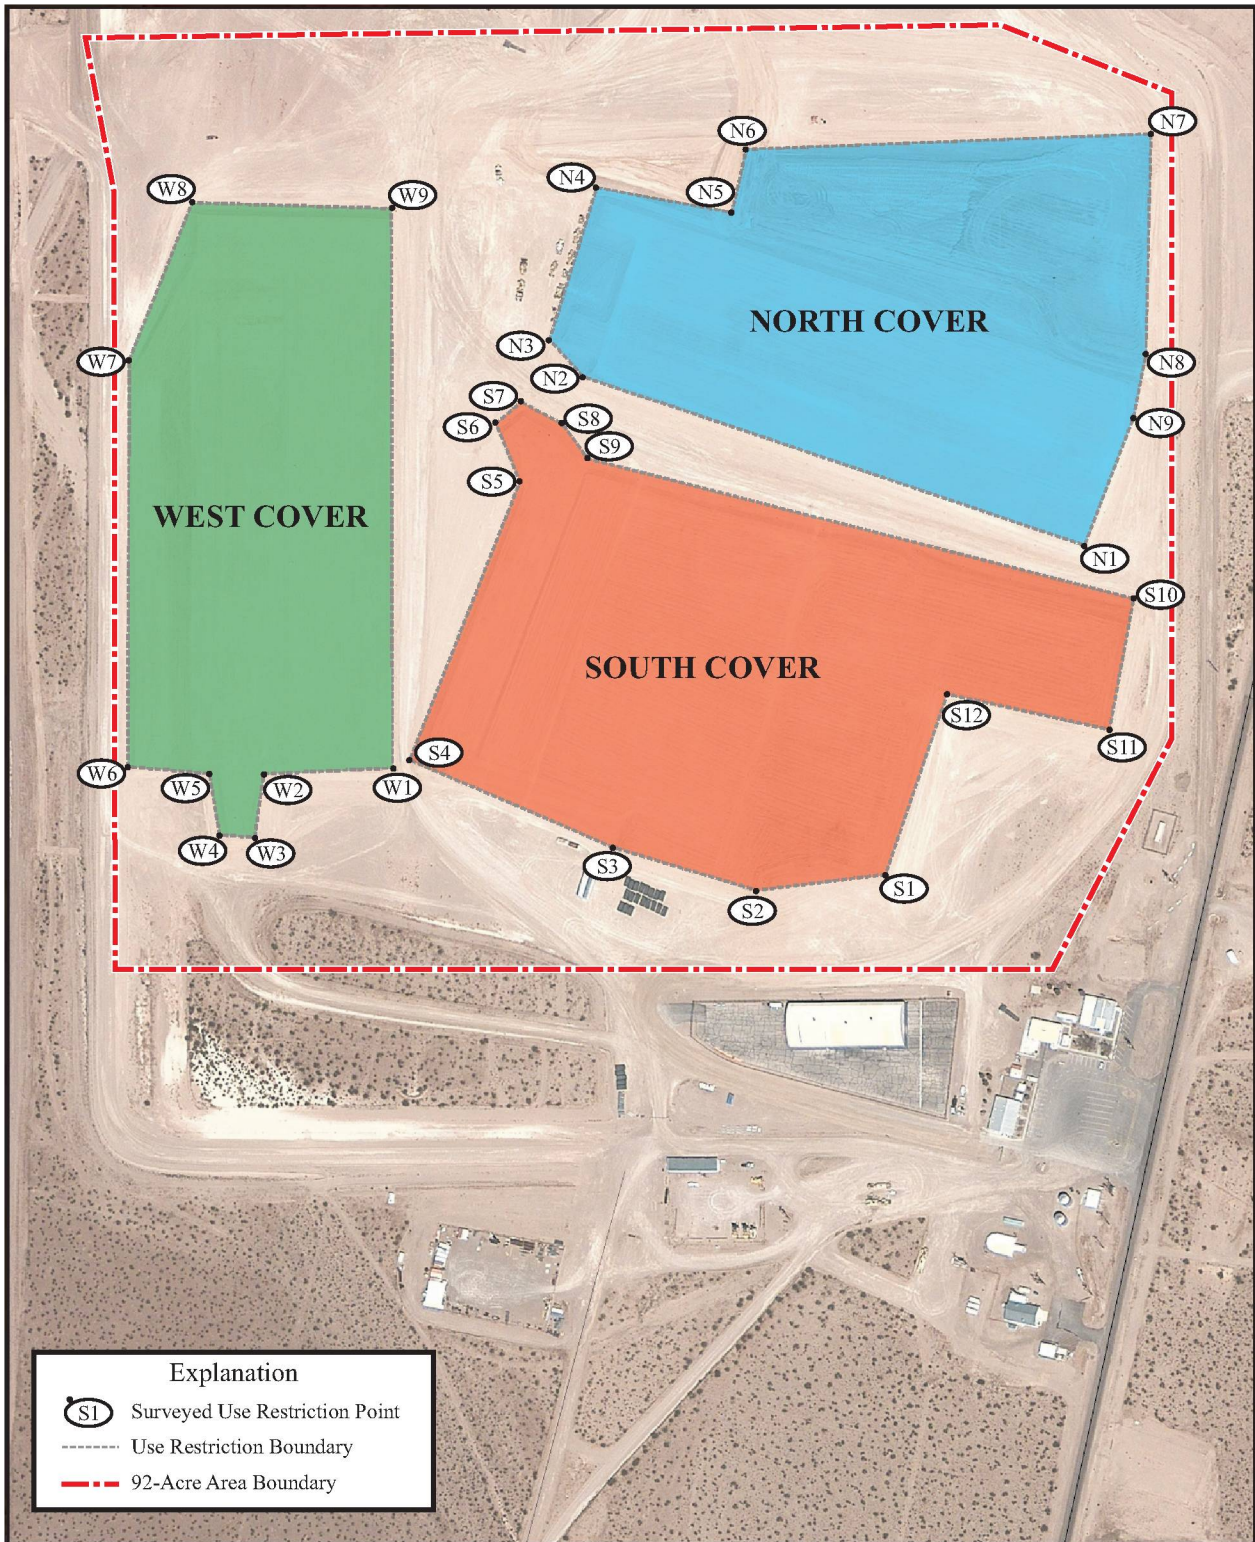 N7
N6
N4
W8
N5
W9
NORTH COVER
N3
W7
N8
N2
S7
S6
S8
N9
S9
S5
WEST COVER
N1
S10
SOUTH COVER
S12
S11
S4
W6
W5
W2
W1
W4
W3
S3
S1
S2
Explanation
S1 Surveyed Use Restriction Point
Use Restriction Boundary
92-Acre Area Boundary